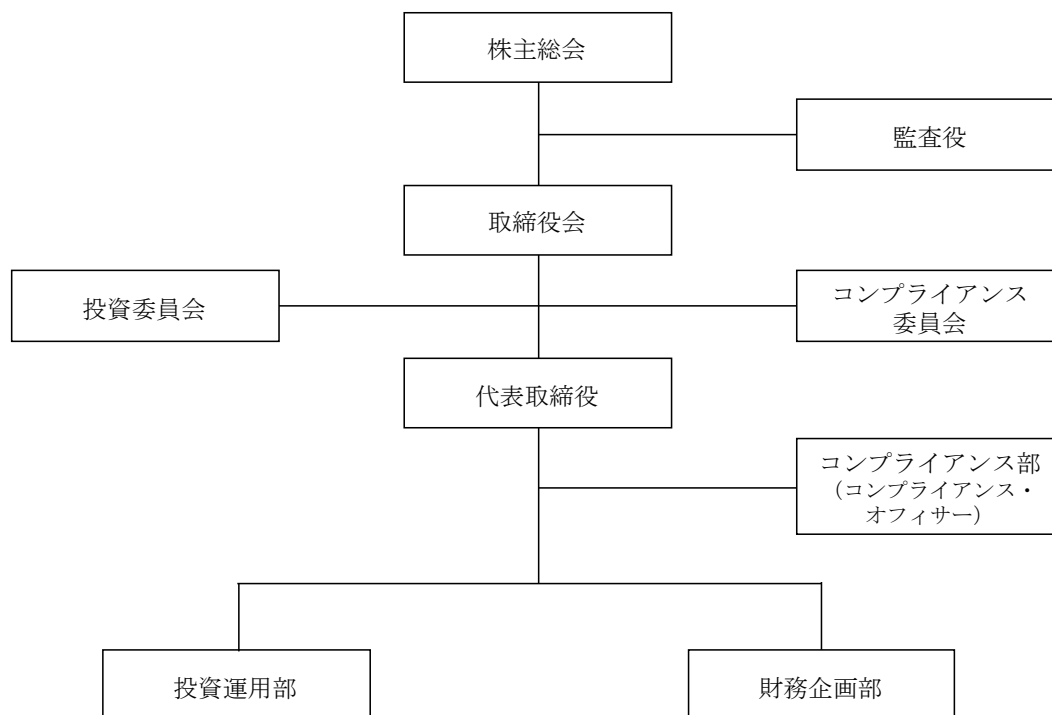 株主総会
監査役
取締役会
投資委員会
コンプライアンス
委員会
代表取締役
コンプライアンス部
（コンプライアンス・
オフィサー）
投資運用部
財務企画部